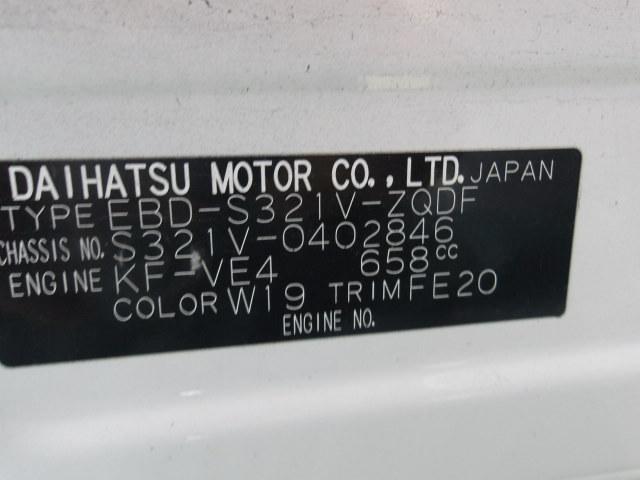 DAIHATSU MOTOR CO.,LTD. JAPAN
TYPE EBD-S321V-ZQDF
CHASSIS NO. S321V-0402846
ENGINE KF-VE4 658cc
COLOR W19 TRIM FE20
ENGINE NO.